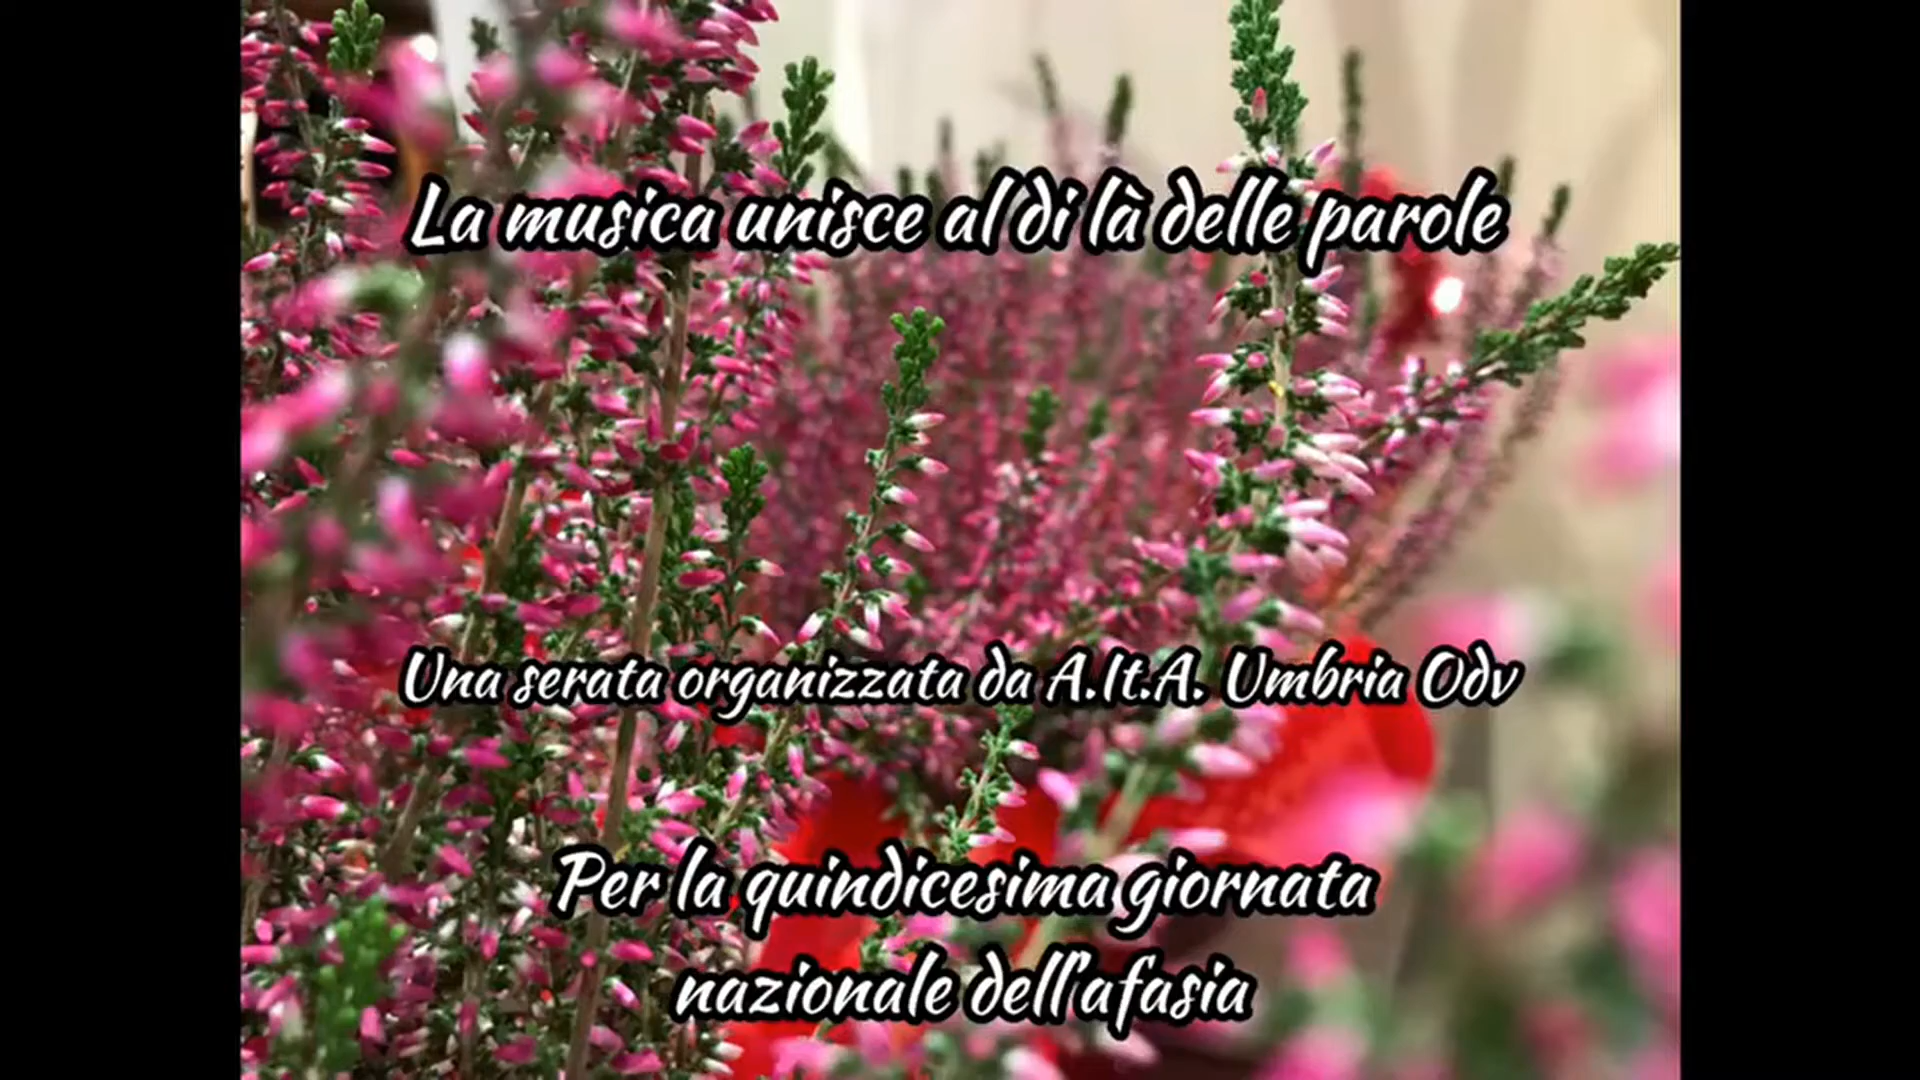 La musica unisce al di là delle parole
Una serata organizzata da A.It.A. Umbria Odv
Per la quindicesima giornata
nazionale dell'afasia